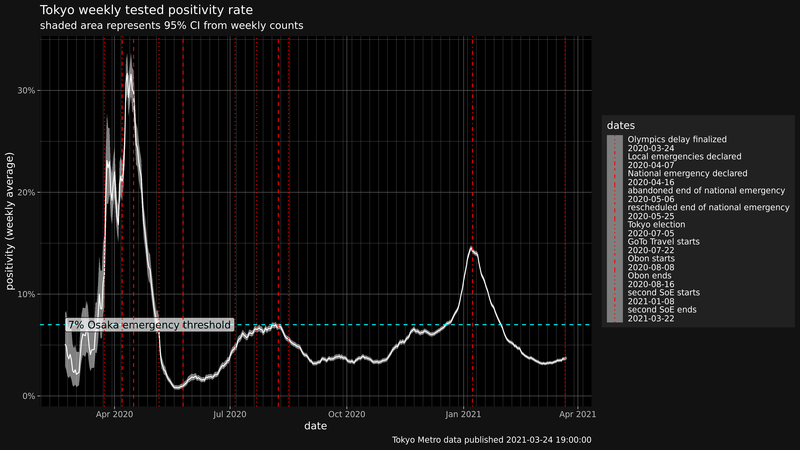 Tokyo weekly tested positivity rate
shaded area represents 95% CI from weekly counts
positivity (weekly average)
30%
20%
10%
0%
7% Osaka emergency threshold
Apr 2020
Jul 2020
Oct 2020
Jan 2021
Apr 2021
date
Tokyo Metro data published 2021-03-24 19:00:00
dates
Olympics delay finalized
2020-03-24
Local emergencies declared
2020-04-07
National emergency declared
2020-04-16
abandoned end of national emergency
2020-05-06
rescheduled end of national emergency
2020-05-25
Tokyo election
2020-07-05
GoTo Travel starts
2020-07-22
Obon starts
2020-08-08
Obon ends
2020-08-16
second SoE starts
2021-01-08
second SoE ends
2021-03-22